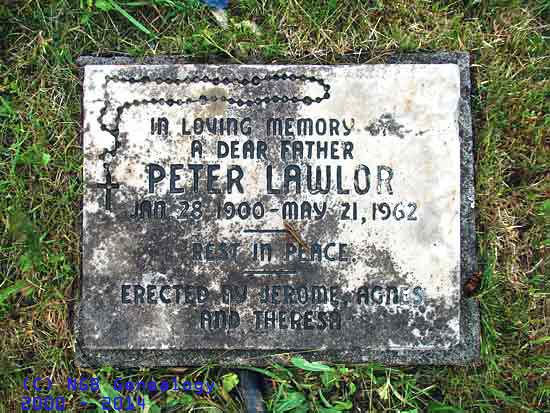 IN LOVING MEMORY OF
A DEAR FATHER
PETER LAWLOR
JAN 28 1900 - MAY 21, 1962
REST IN PEACE
ERECTED BY JEROME, AGNES
AND THERESA
(C) NGB Genealogy
2000 - 2014